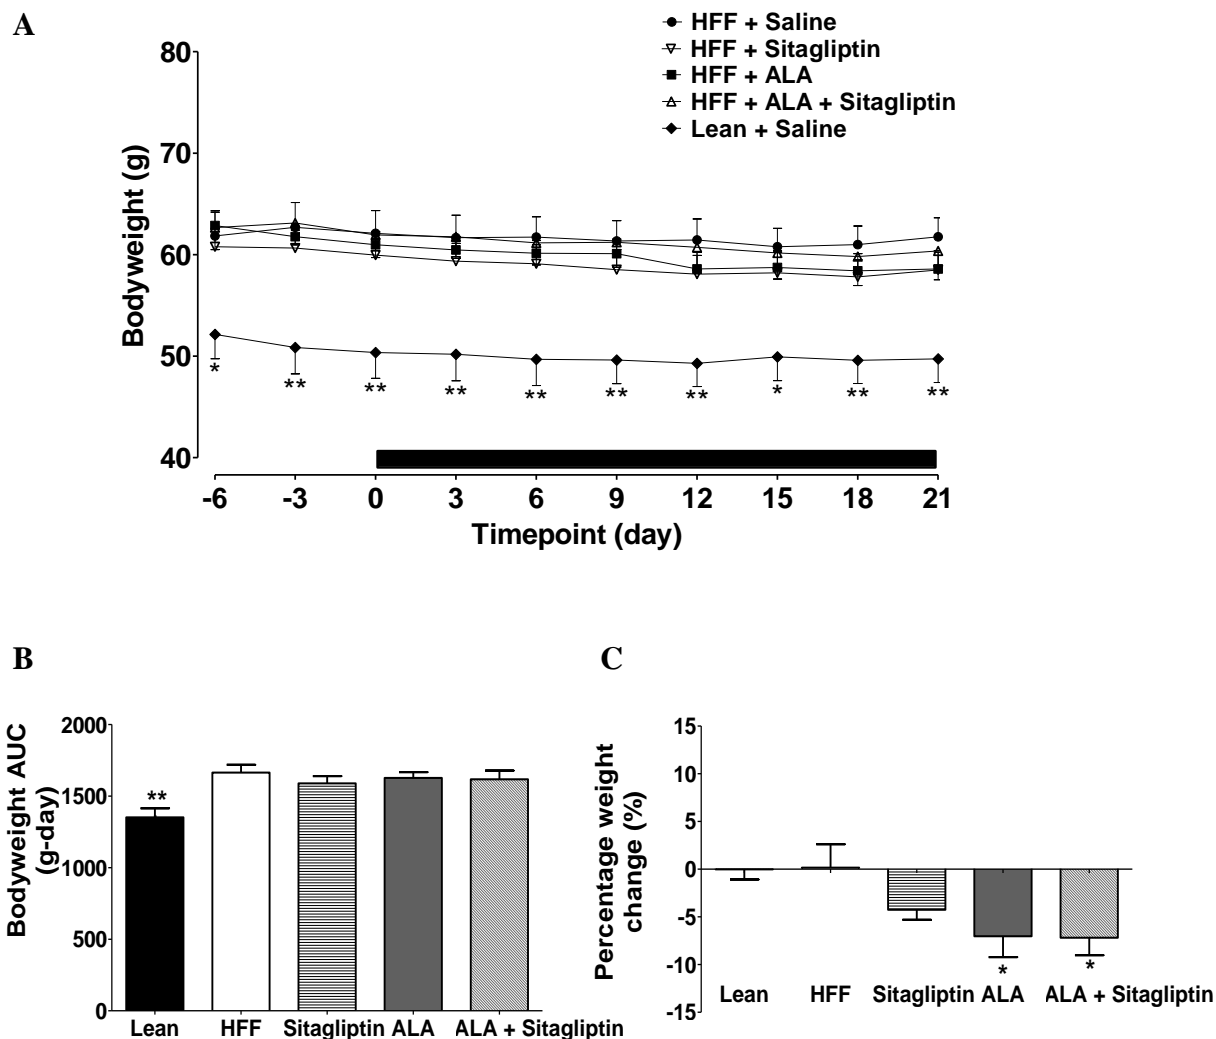 A
HFF + Saline
HFF + Sitagliptin
HFF + ALA
HFF + ALA + Sitagliptin
Lean + Saline
Bodyweight (g)
80
70
60
50
40
* ** ** ** ** ** ** * ** **
-6 -3 0 3 6 9 12 15 18 21
Timepoint (day)
B
Bodyweight AUC
(g-day)
2000
1500
1000
500
0
**
Lean HFF Sitagliptin ALA ALA + Sitagliptin
C
Percentage weight
change (%)
15
10
5
0
-5
-10
-15
* *
Lean HFF Sitagliptin ALA ALA + Sitagliptin